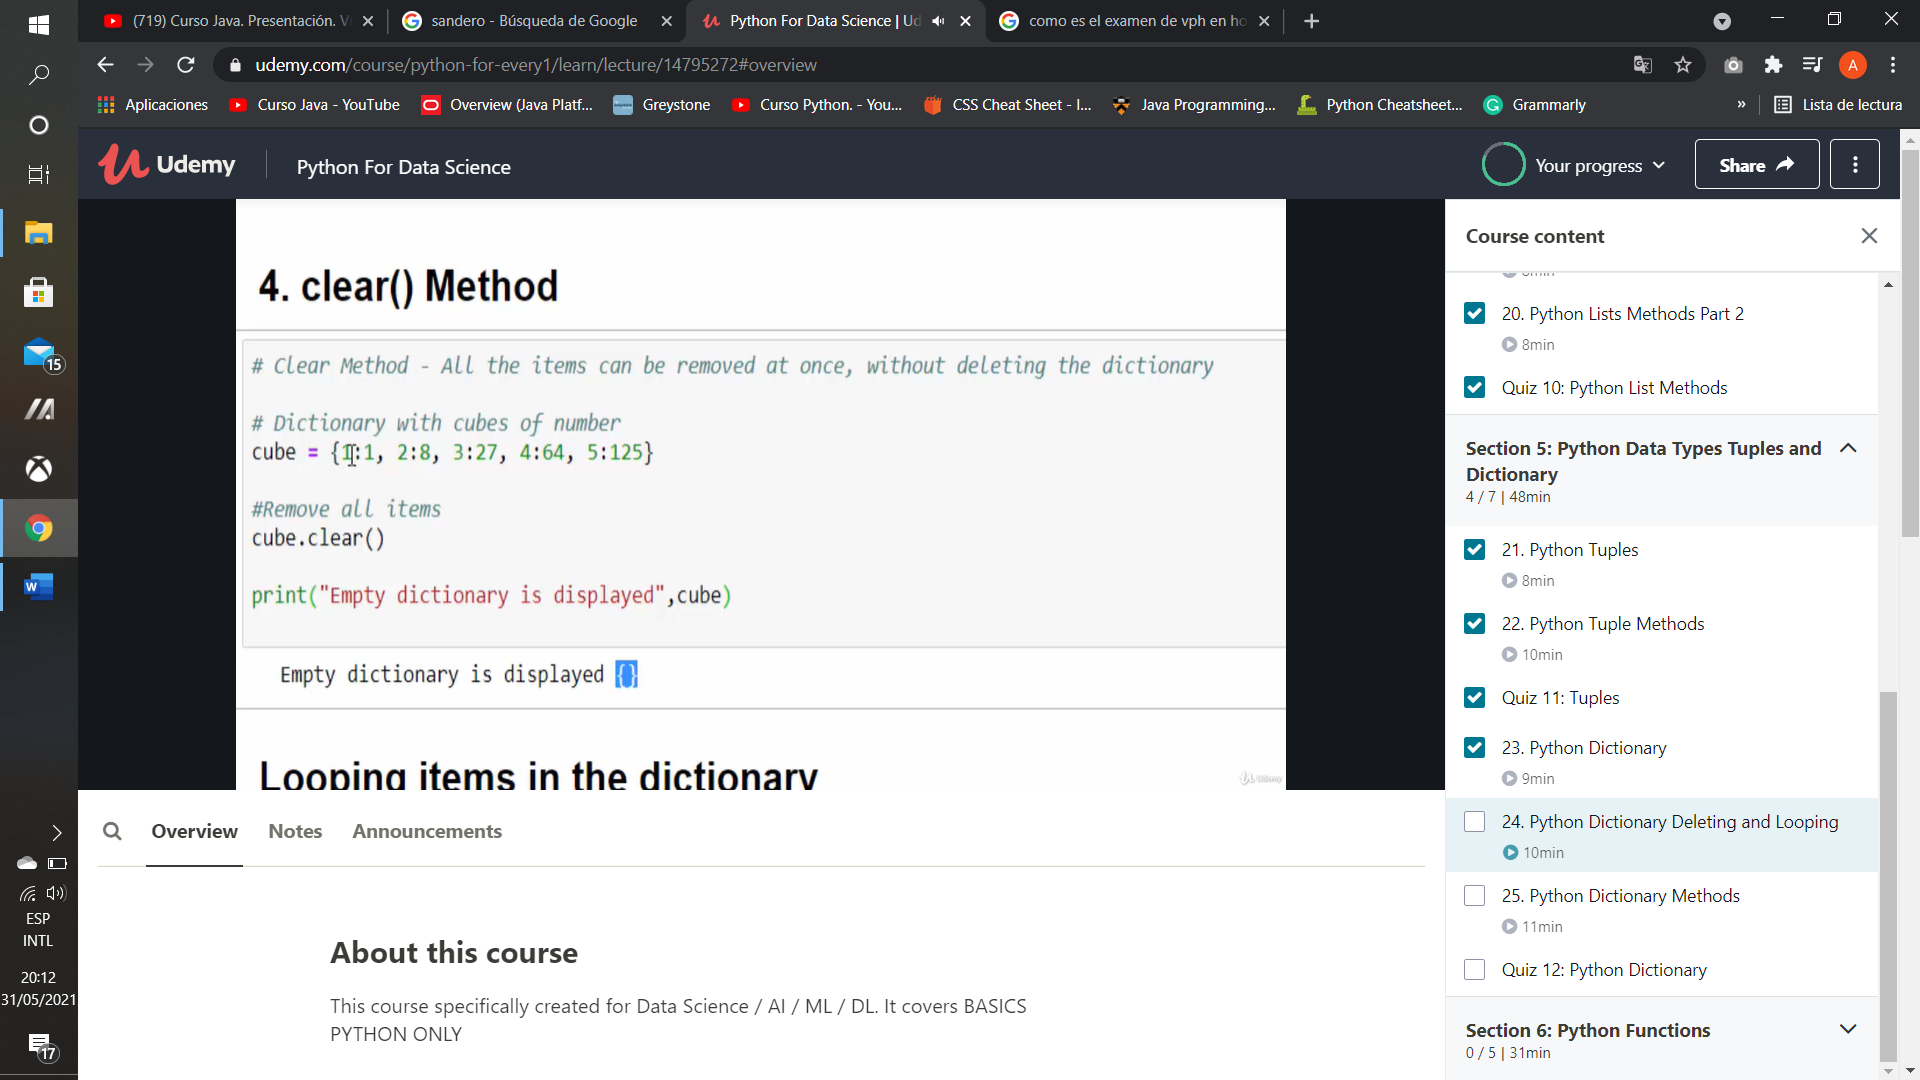 (719) Curso Java. Presentación. V
sandero - Búsqueda de Google
Python For Data Science | Ud
como es el examen de vph en ho
udemy.com/course/python-for-every1/learn/lecture/14795272#overview
A
Aplicaciones
Curso Java - YouTube
Overview (Java Platf...
Greystone
Curso Python. - You...
CSS Cheat Sheet - I...
Java Programming...
Python Cheatsheet...
Grammarly
»
Lista de lectura
Udemy
Python For Data Science
Your progress
Share
4. clear() Method
# Clear Method - All the items can be removed at once, without deleting the dictionary
# Dictionary with cubes of number
cube = {1:1, 2:8, 3:27, 4:64, 5:125}
#Remove all items
cube.clear()
print("Empty dictionary is displayed",cube)
Empty dictionary is displayed {}
Looping items in the dictionary
Udemy
Course content
20. Python Lists Methods Part 2
8min
Quiz 10: Python List Methods
Section 5: Python Data Types Tuples and
Dictionary
4 / 7 | 48min
21. Python Tuples
8min
22. Python Tuple Methods
10min
Quiz 11: Tuples
23. Python Dictionary
9min
24. Python Dictionary Deleting and Looping
10min
25. Python Dictionary Methods
11min
Quiz 12: Python Dictionary
Section 6: Python Functions
0 / 5 | 31min
Overview
Notes
Announcements
About this course
This course specifically created for Data Science / AI / ML / DL. It covers BASICS
PYTHON ONLY
15
W
ESP
INTL
20:12
31/05/2021
17